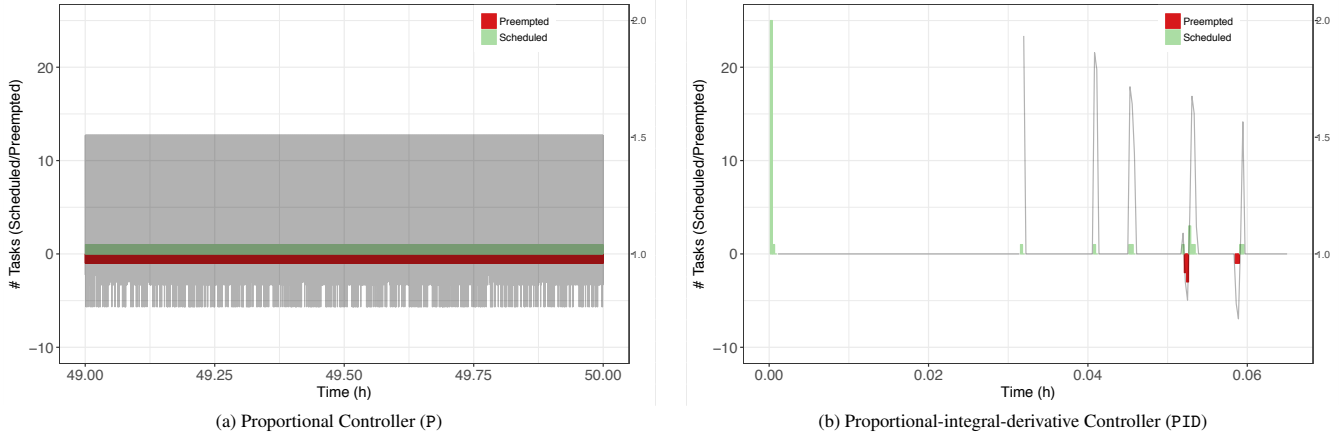 Preempted
Scheduled
# Tasks (Scheduled/Preempted)
20
10
0
−10
2.0
1.5
1.0
49.00
49.25
49.50
49.75
50.00
Time (h)
(a) Proportional Controller (P)
Preempted
Scheduled
# Tasks (Scheduled/Preempted)
20
10
0
−10
2.0
1.5
1.0
0.00
0.02
0.04
0.06
Time (h)
(b) Proportional-integral-derivative Controller (PID)